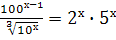 100^(x−1) / ∛(10^x) = 2^x · 5^x